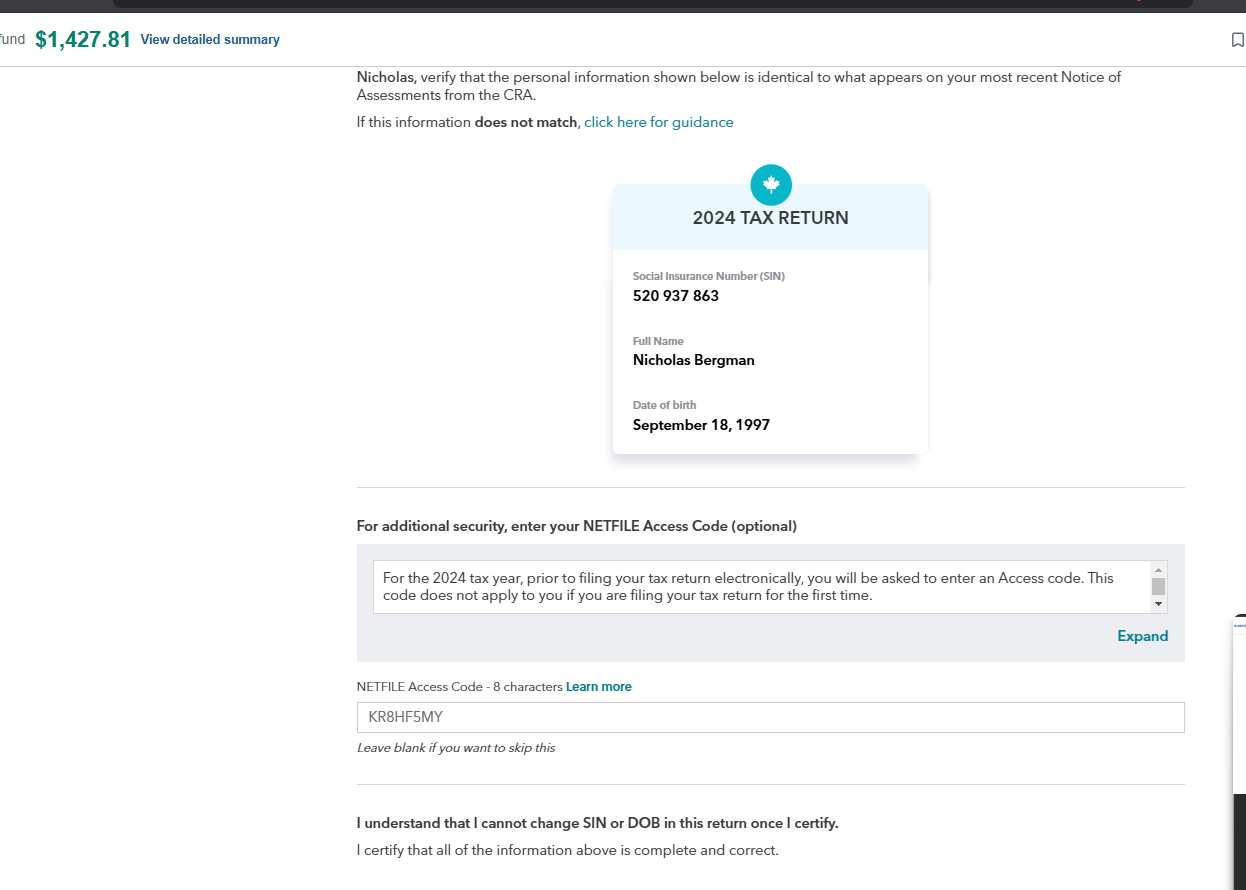 fund $1,427.81 View detailed summary
Nicholas, verify that the personal information shown below is identical to what appears on your most recent Notice of
Assessments from the CRA.
If this information does not match, click here for guidance
2024 TAX RETURN
Social Insurance Number (SIN)
520 937 863
Full Name
Nicholas Bergman
Date of birth
September 18, 1997
For additional security, enter your NETFILE Access Code (optional)
For the 2024 tax year, prior to filing your tax return electronically, you will be asked to enter an Access code. This
code does not apply to you if you are filing your tax return for the first time.
Expand
NETFILE Access Code - 8 characters Learn more
KR8HF5MY
Leave blank if you want to skip this
I understand that I cannot change SIN or DOB in this return once I certify.
I certify that all of the information above is complete and correct.